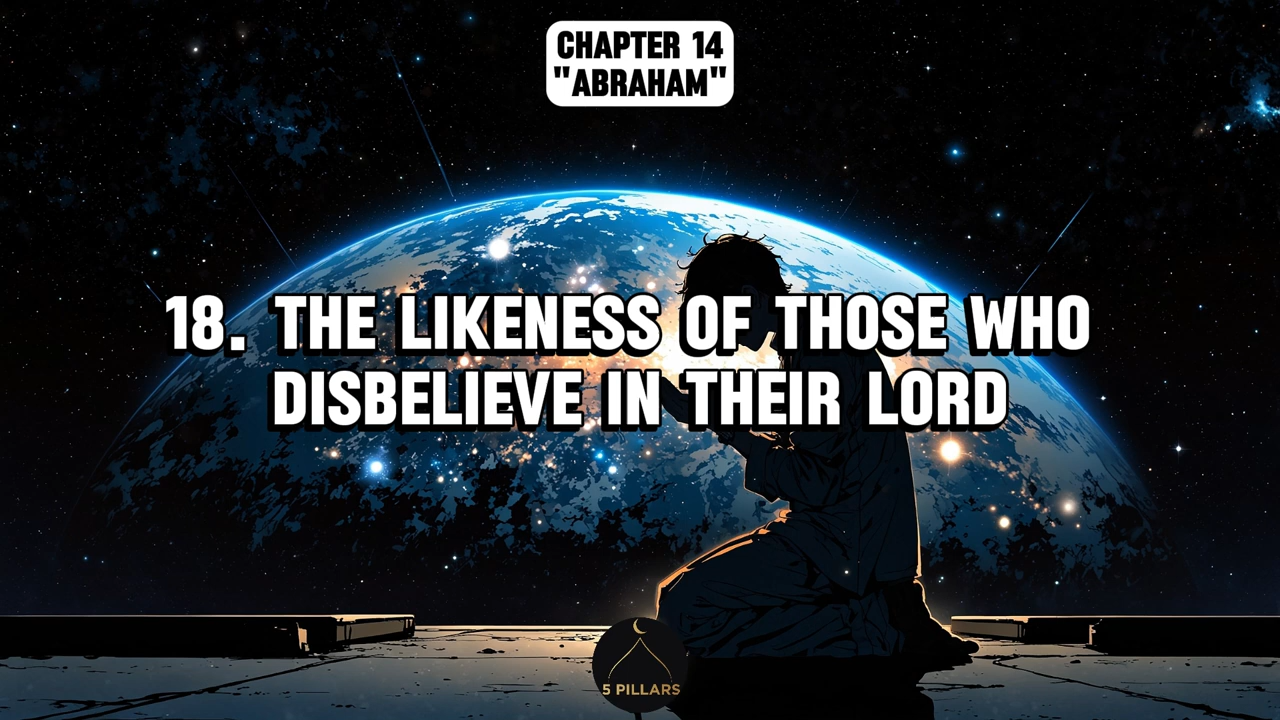 CHAPTER 14
"ABRAHAM"
18. THE LIKENESS OF THOSE WHO
DISBELIEVE IN THEIR LORD
5 PILLARS